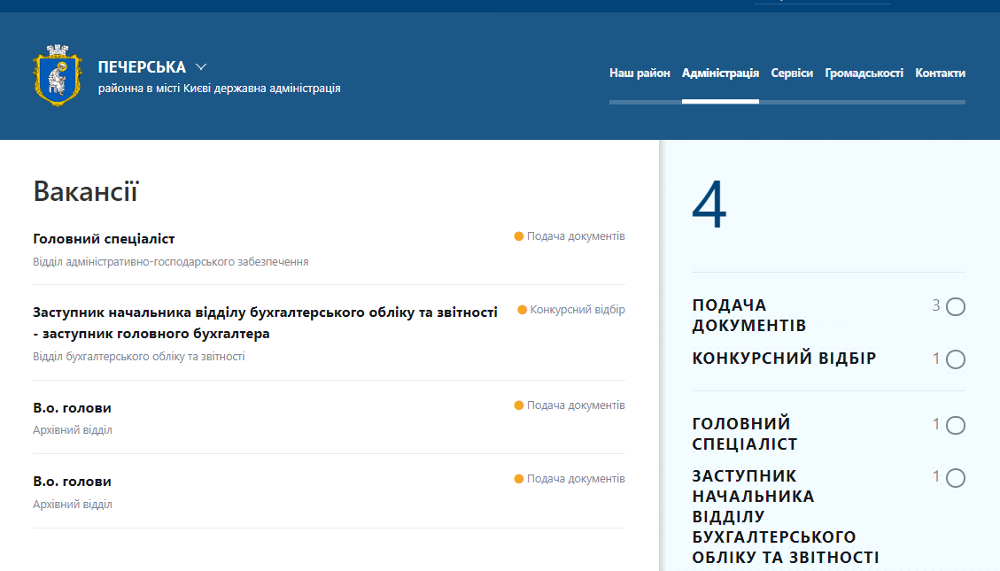 ПЕЧЕРСЬКА
районна в місті Києві державна адміністрація
Наш район Адміністрація Сервіси Громадськості Контакти
Вакансії
Головний спеціаліст
Подача документів
Відділ адміністративно-господарського забезпечення
Заступник начальника відділу бухгалтерського обліку та звітності
- заступник головного бухгалтера
Конкурсний відбір
Відділ бухгалтерського обліку та звітності
В.о. голови
Подача документів
Архівний відділ
В.о. голови
Подача документів
Архівний відділ
4
ПОДАЧА
ДОКУМЕНТІВ
3
КОНКУРСНИЙ ВІДБІР
1
ГОЛОВНИЙ
СПЕЦІАЛІСТ
1
ЗАСТУПНИК
НАЧАЛЬНИКА
ВІДДІЛУ
БУХГАЛТЕРСЬКОГО
ОБЛІКУ ТА ЗВІТНОСТІ
1